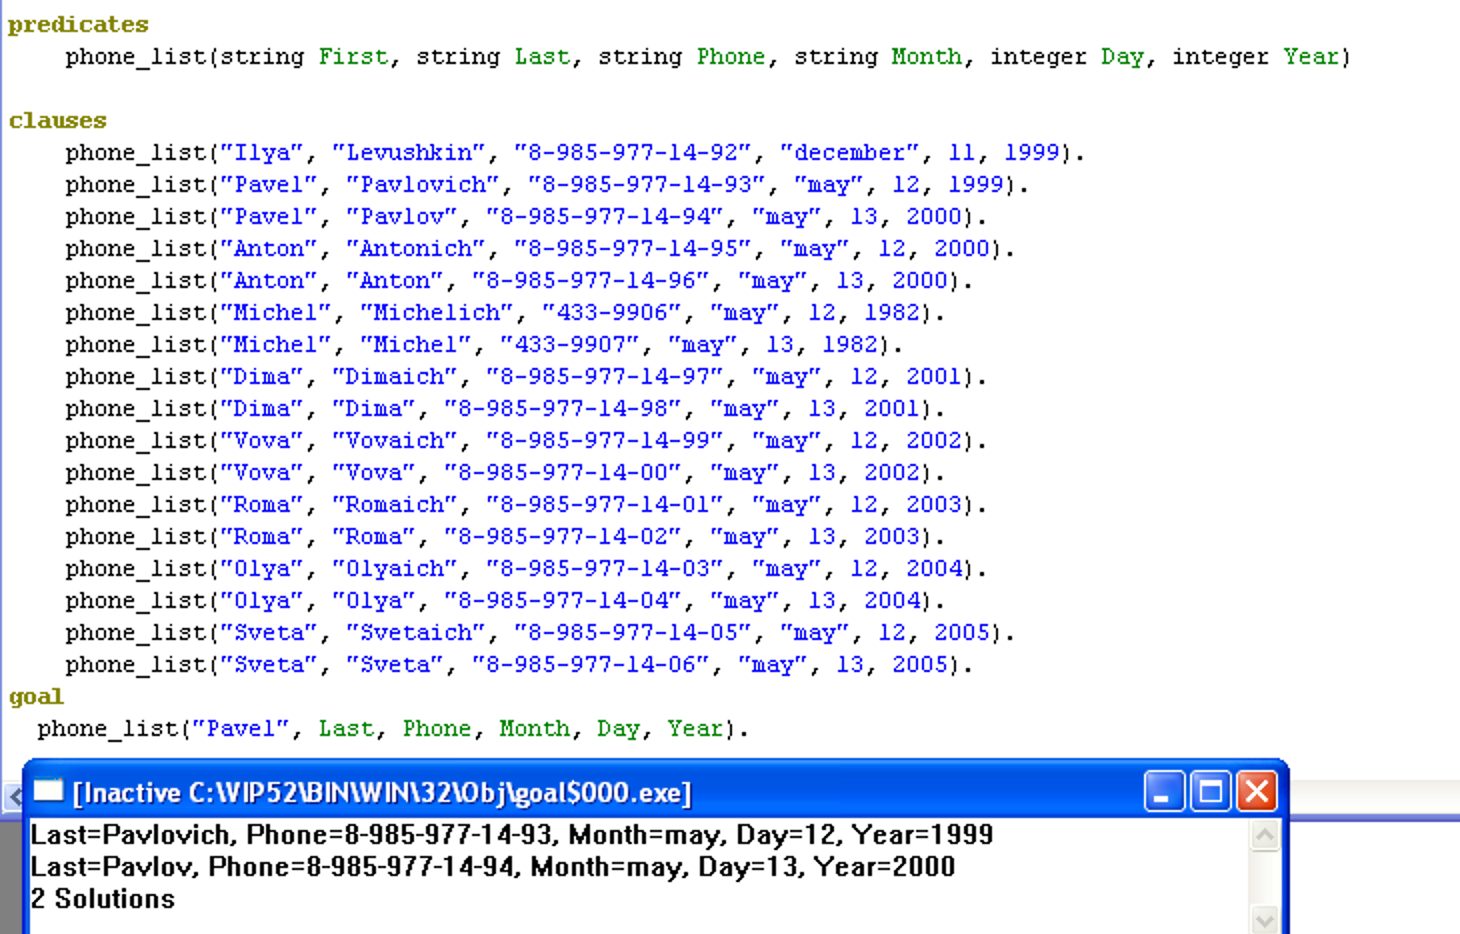 predicates
phone_list(string First, string Last, string Phone, string Month, integer Day, integer Year)
clauses
phone_list("Ilya", "Levushkin", "8-985-977-14-92", "december", 11, 1999).
phone_list("Pavel", "Pavlovich", "8-985-977-14-93", "may", 12, 1999).
phone_list("Pavel", "Pavlov", "8-985-977-14-94", "may", 13, 2000).
phone_list("Anton", "Antonich", "8-985-977-14-95", "may", 12, 2000).
phone_list("Anton", "Anton", "8-985-977-14-96", "may", 13, 2000).
phone_list("Michel", "Michelich", "433-9906", "may", 12, 1982).
phone_list("Michel", "Michel", "433-9907", "may", 13, 1982).
phone_list("Dima", "Dimaich", "8-985-977-14-97", "may", 12, 2001).
phone_list("Dima", "Dima", "8-985-977-14-98", "may", 13, 2001).
phone_list("Vova", "Vovaich", "8-985-977-14-99", "may", 12, 2002).
phone_list("Vova", "Vova", "8-985-977-14-00", "may", 13, 2002).
phone_list("Roma", "Romaich", "8-985-977-14-01", "may", 12, 2003).
phone_list("Roma", "Roma", "8-985-977-14-02", "may", 13, 2003).
phone_list("Olya", "Olyaich", "8-985-977-14-03", "may", 12, 2004).
phone_list("Olya", "Olya", "8-985-977-14-04", "may", 13, 2004).
phone_list("Sveta", "Svetaich", "8-985-977-14-05", "may", 12, 2005).
phone_list("Sveta", "Sveta", "8-985-977-14-06", "may", 13, 2005).
goal
phone_list("Pavel", Last, Phone, Month, Day, Year).
[Inactive C:\VIP52\BIN\WIN\32\Obj\goal$000.exe]
Last=Pavlovich, Phone=8-985-977-14-93, Month=may, Day=12, Year=1999
Last=Pavlov, Phone=8-985-977-14-94, Month=may, Day=13, Year=2000
2 Solutions